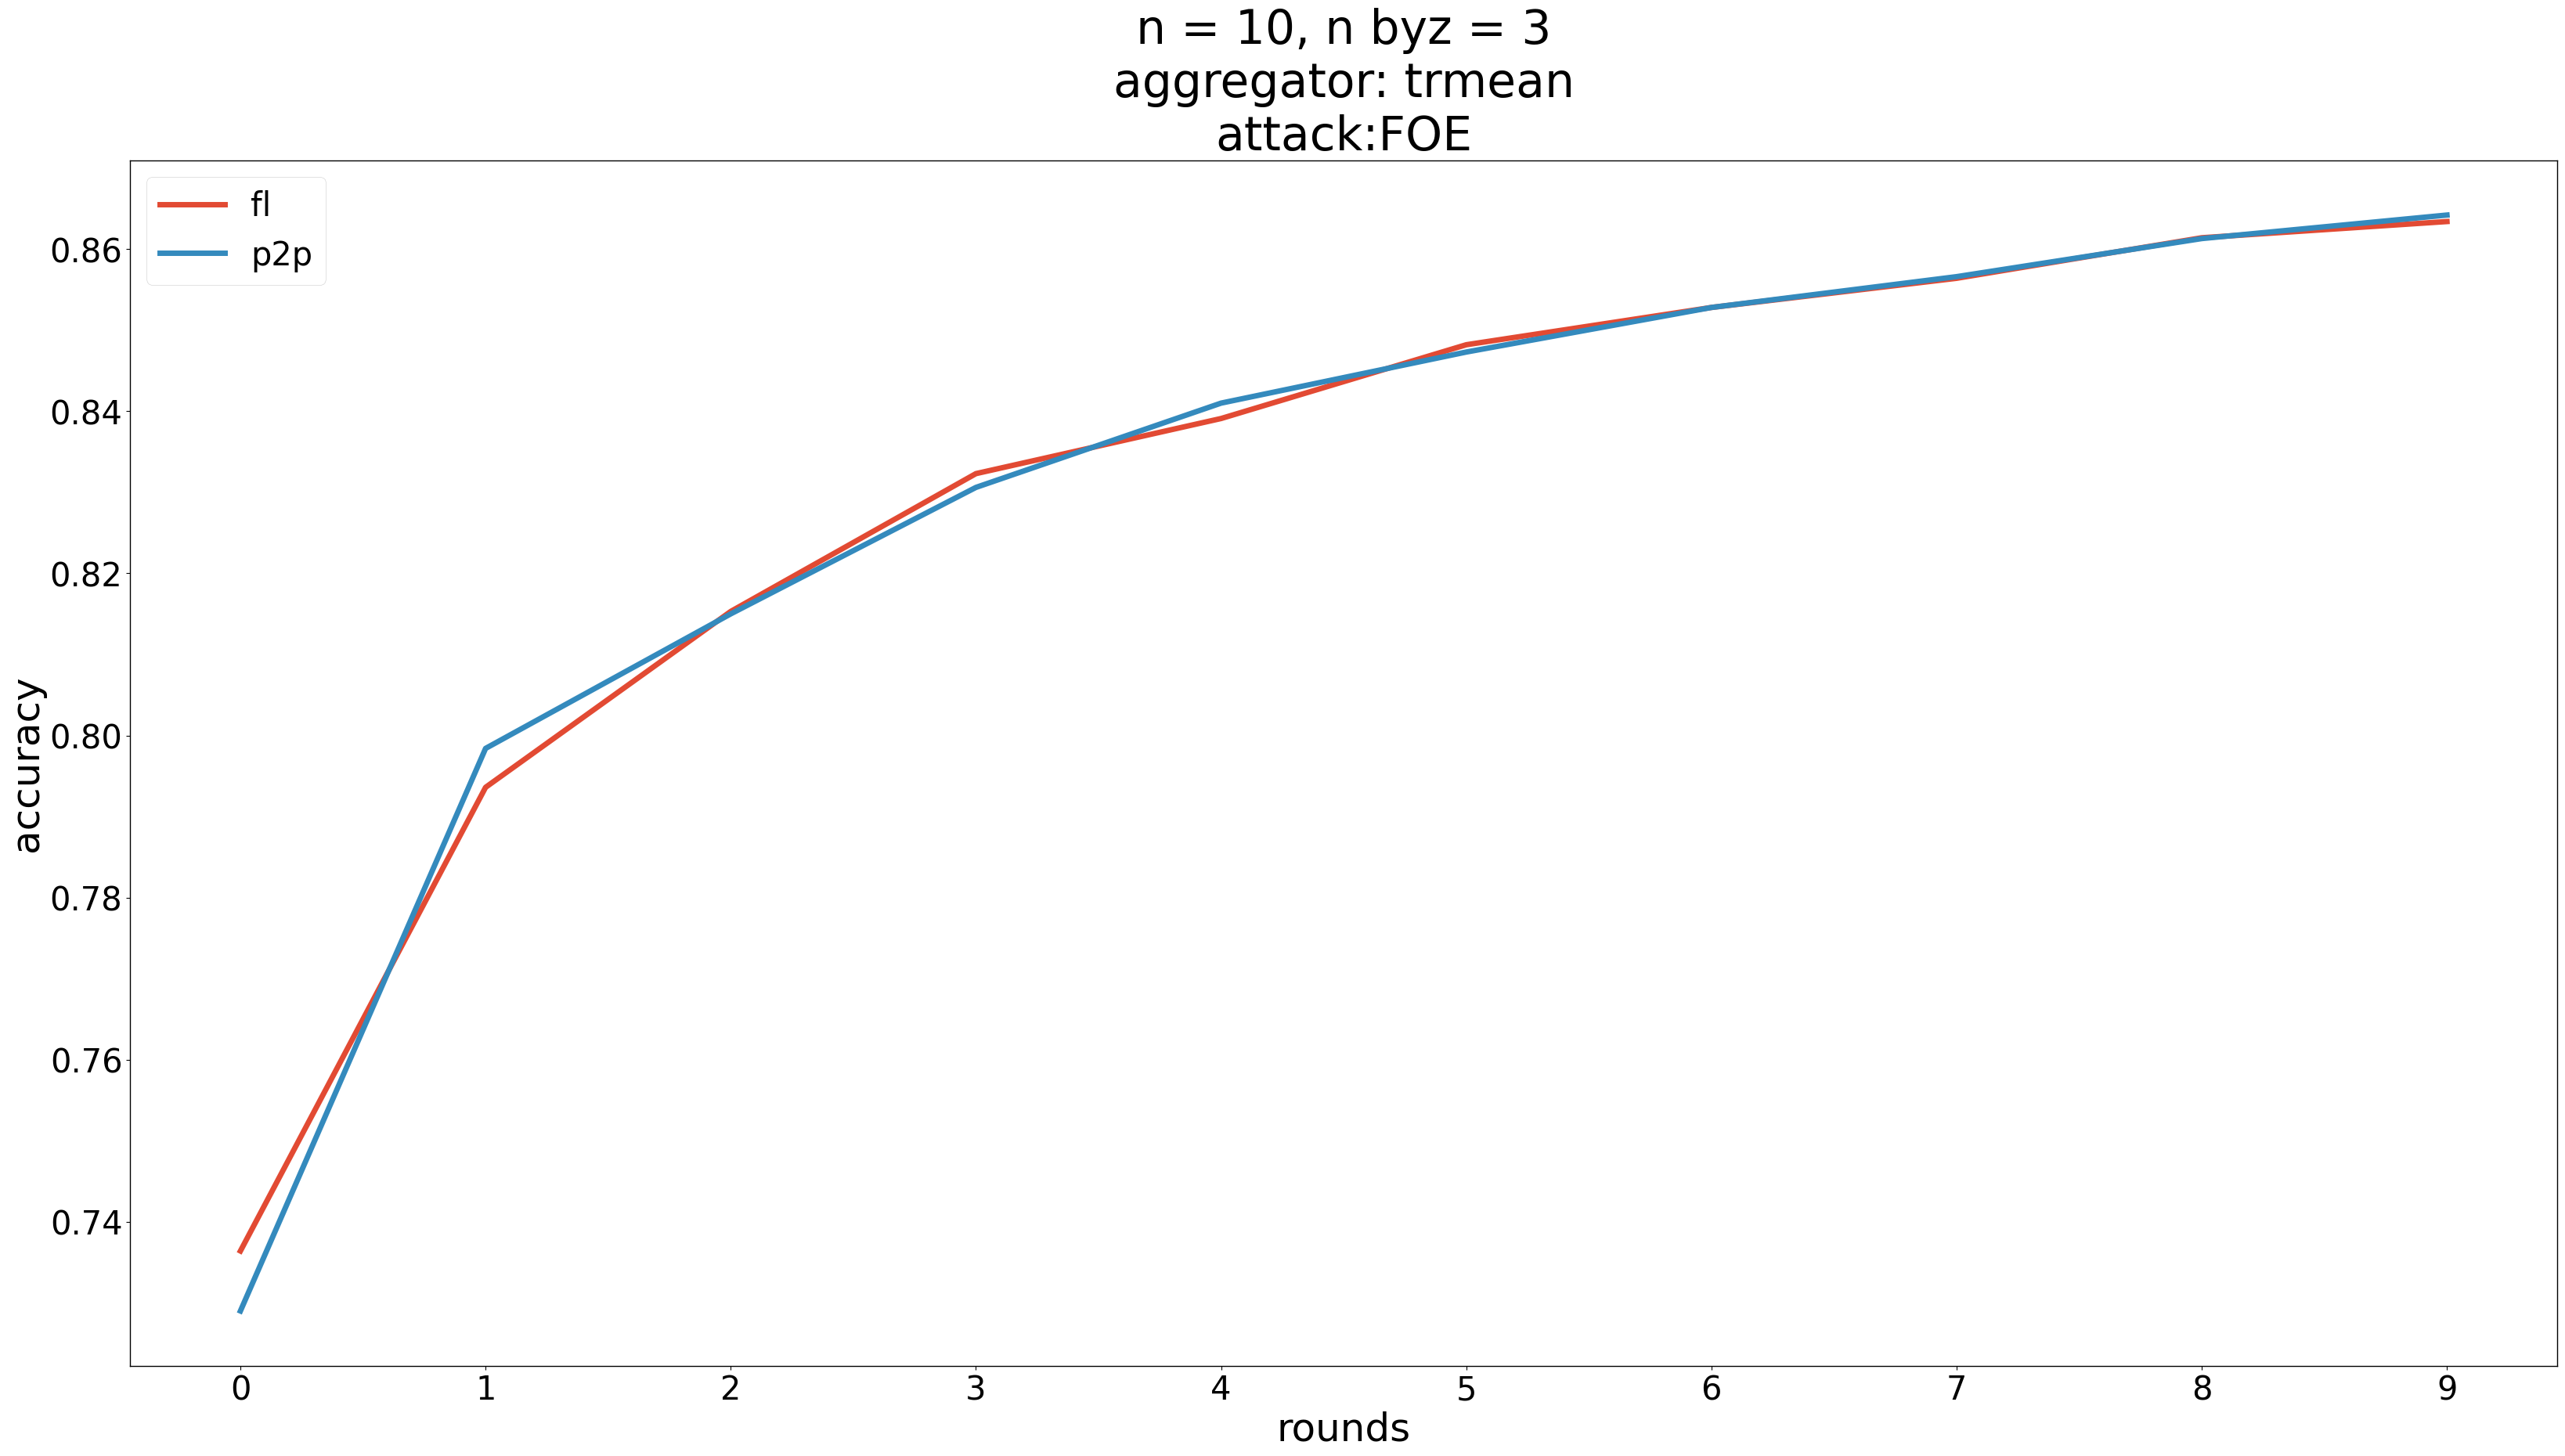 n = 10, n byz = 3
aggregator: trmean
attack:FOE
fl
p2p
0.86
0.84
0.82
0.80
0.78
0.76
0.74
accuracy
0 1 2 3 4 5 6 7 8 9
rounds